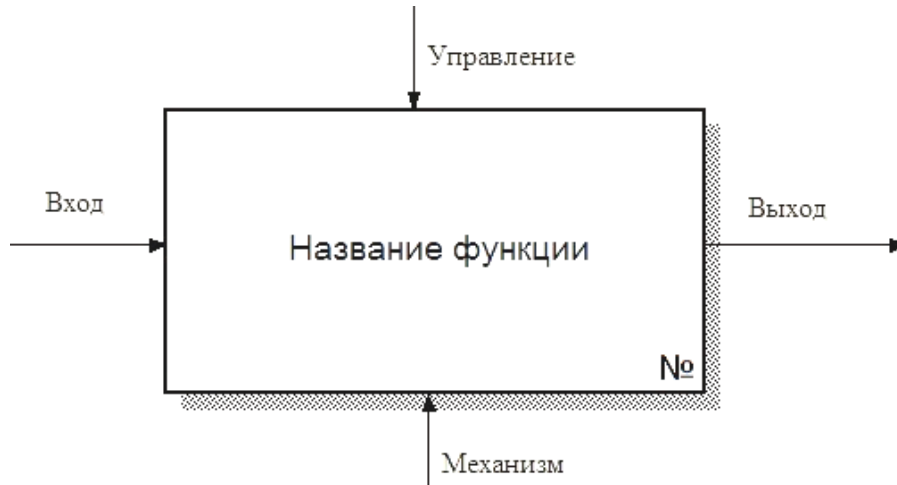 Управление
Вход
Выход
Название функции
№
Механизм